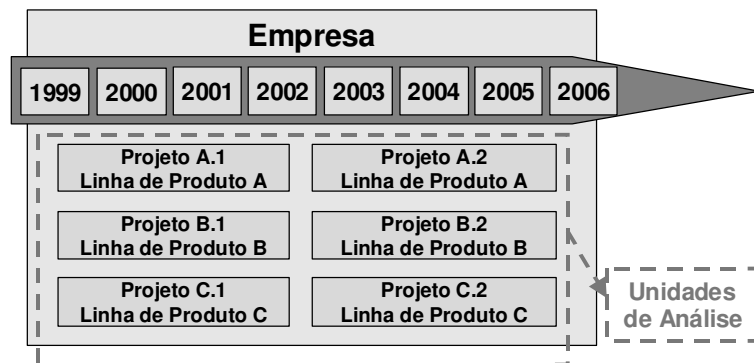 Empresa
1999 2000 2001 2002 2003 2004 2005 2006
Projeto A.1
Linha de Produto A
Projeto A.2
Linha de Produto A
Projeto B.1
Linha de Produto B
Projeto B.2
Linha de Produto B
Projeto C.1
Linha de Produto C
Projeto C.2
Linha de Produto C
Unidades
de Análise